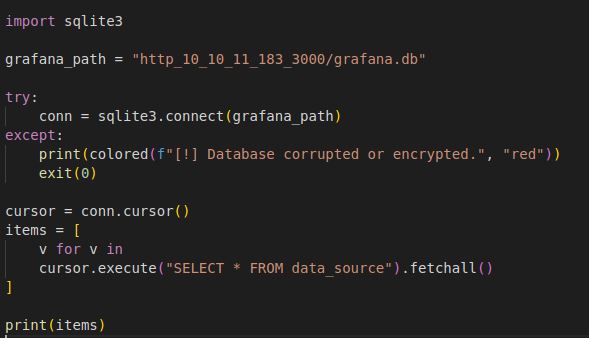 import sqlite3
grafana_path = "http_10_10_11_183_3000/grafana.db"
try:
    conn = sqlite3.connect(grafana_path)
except:
    print(colored(f"[!] Database corrupted or encrypted.", "red"))
    exit(0)
cursor = conn.cursor()
items = [
    v for v in
    cursor.execute("SELECT * FROM data_source").fetchall()
]
print(items)